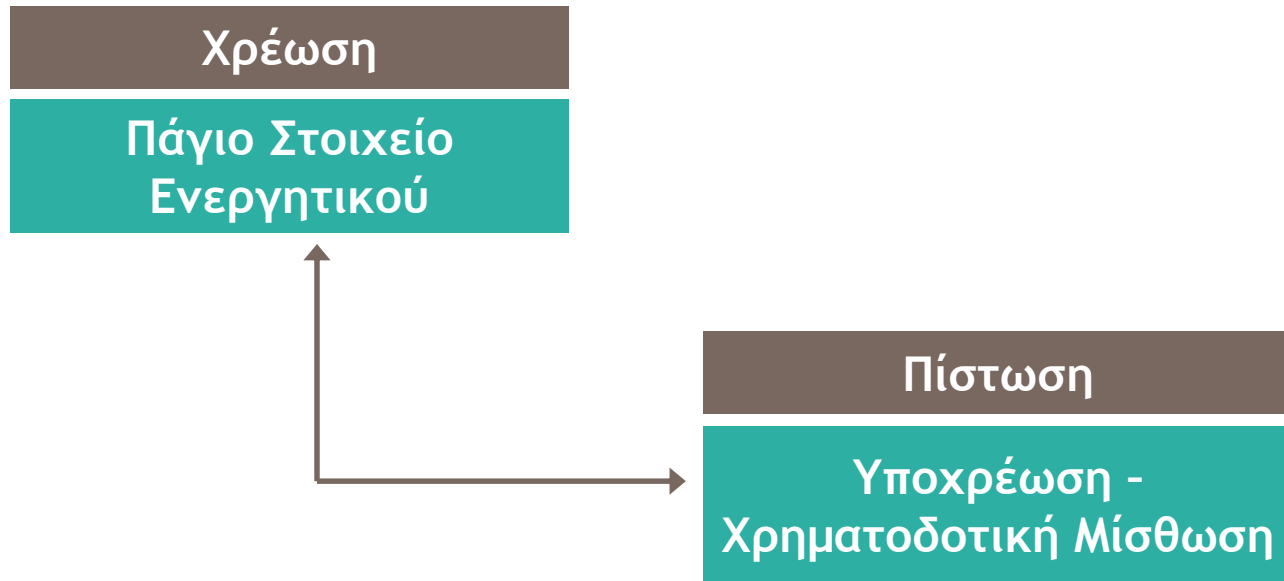 Χρέωση
Πάγιο Στοιχείο
Ενεργητικού
Πίστωση
Υποχρέωση –
Χρηματοδοτική Μίσθωση